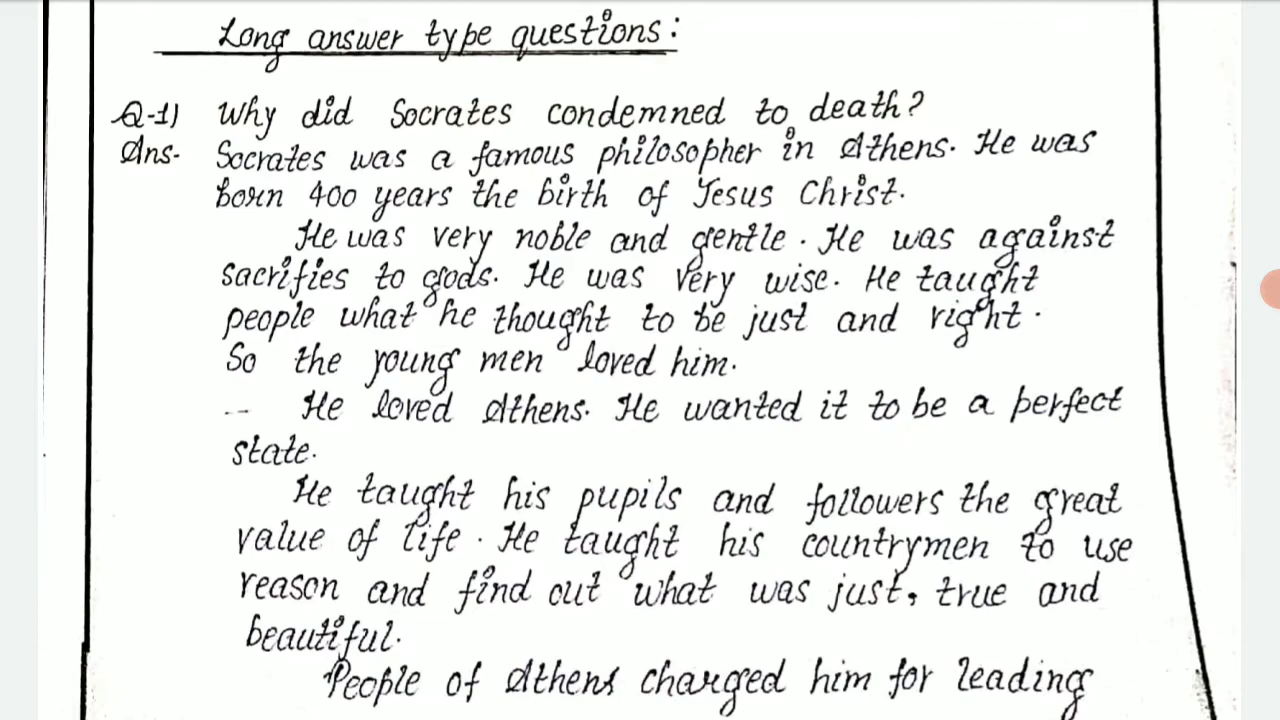 Long answer type questions:
Q-1) Why did Socrates condemned to death?
Ans- Socrates was a famous philosopher in Athens. He was
born 400 years the birth of Jesus Christ.
He was very noble and gentle. He was against
sacrifies to gods. He was very wise. He taught
people what he thought to be just and right.
So the young men loved him.
-- He loved Athens. He wanted it to be a perfect
state.
He taught his pupils and followers the great
value of life. He taught his countrymen to use
reason and find out what was just, true and
beautiful.
People of Athens charged him for leading